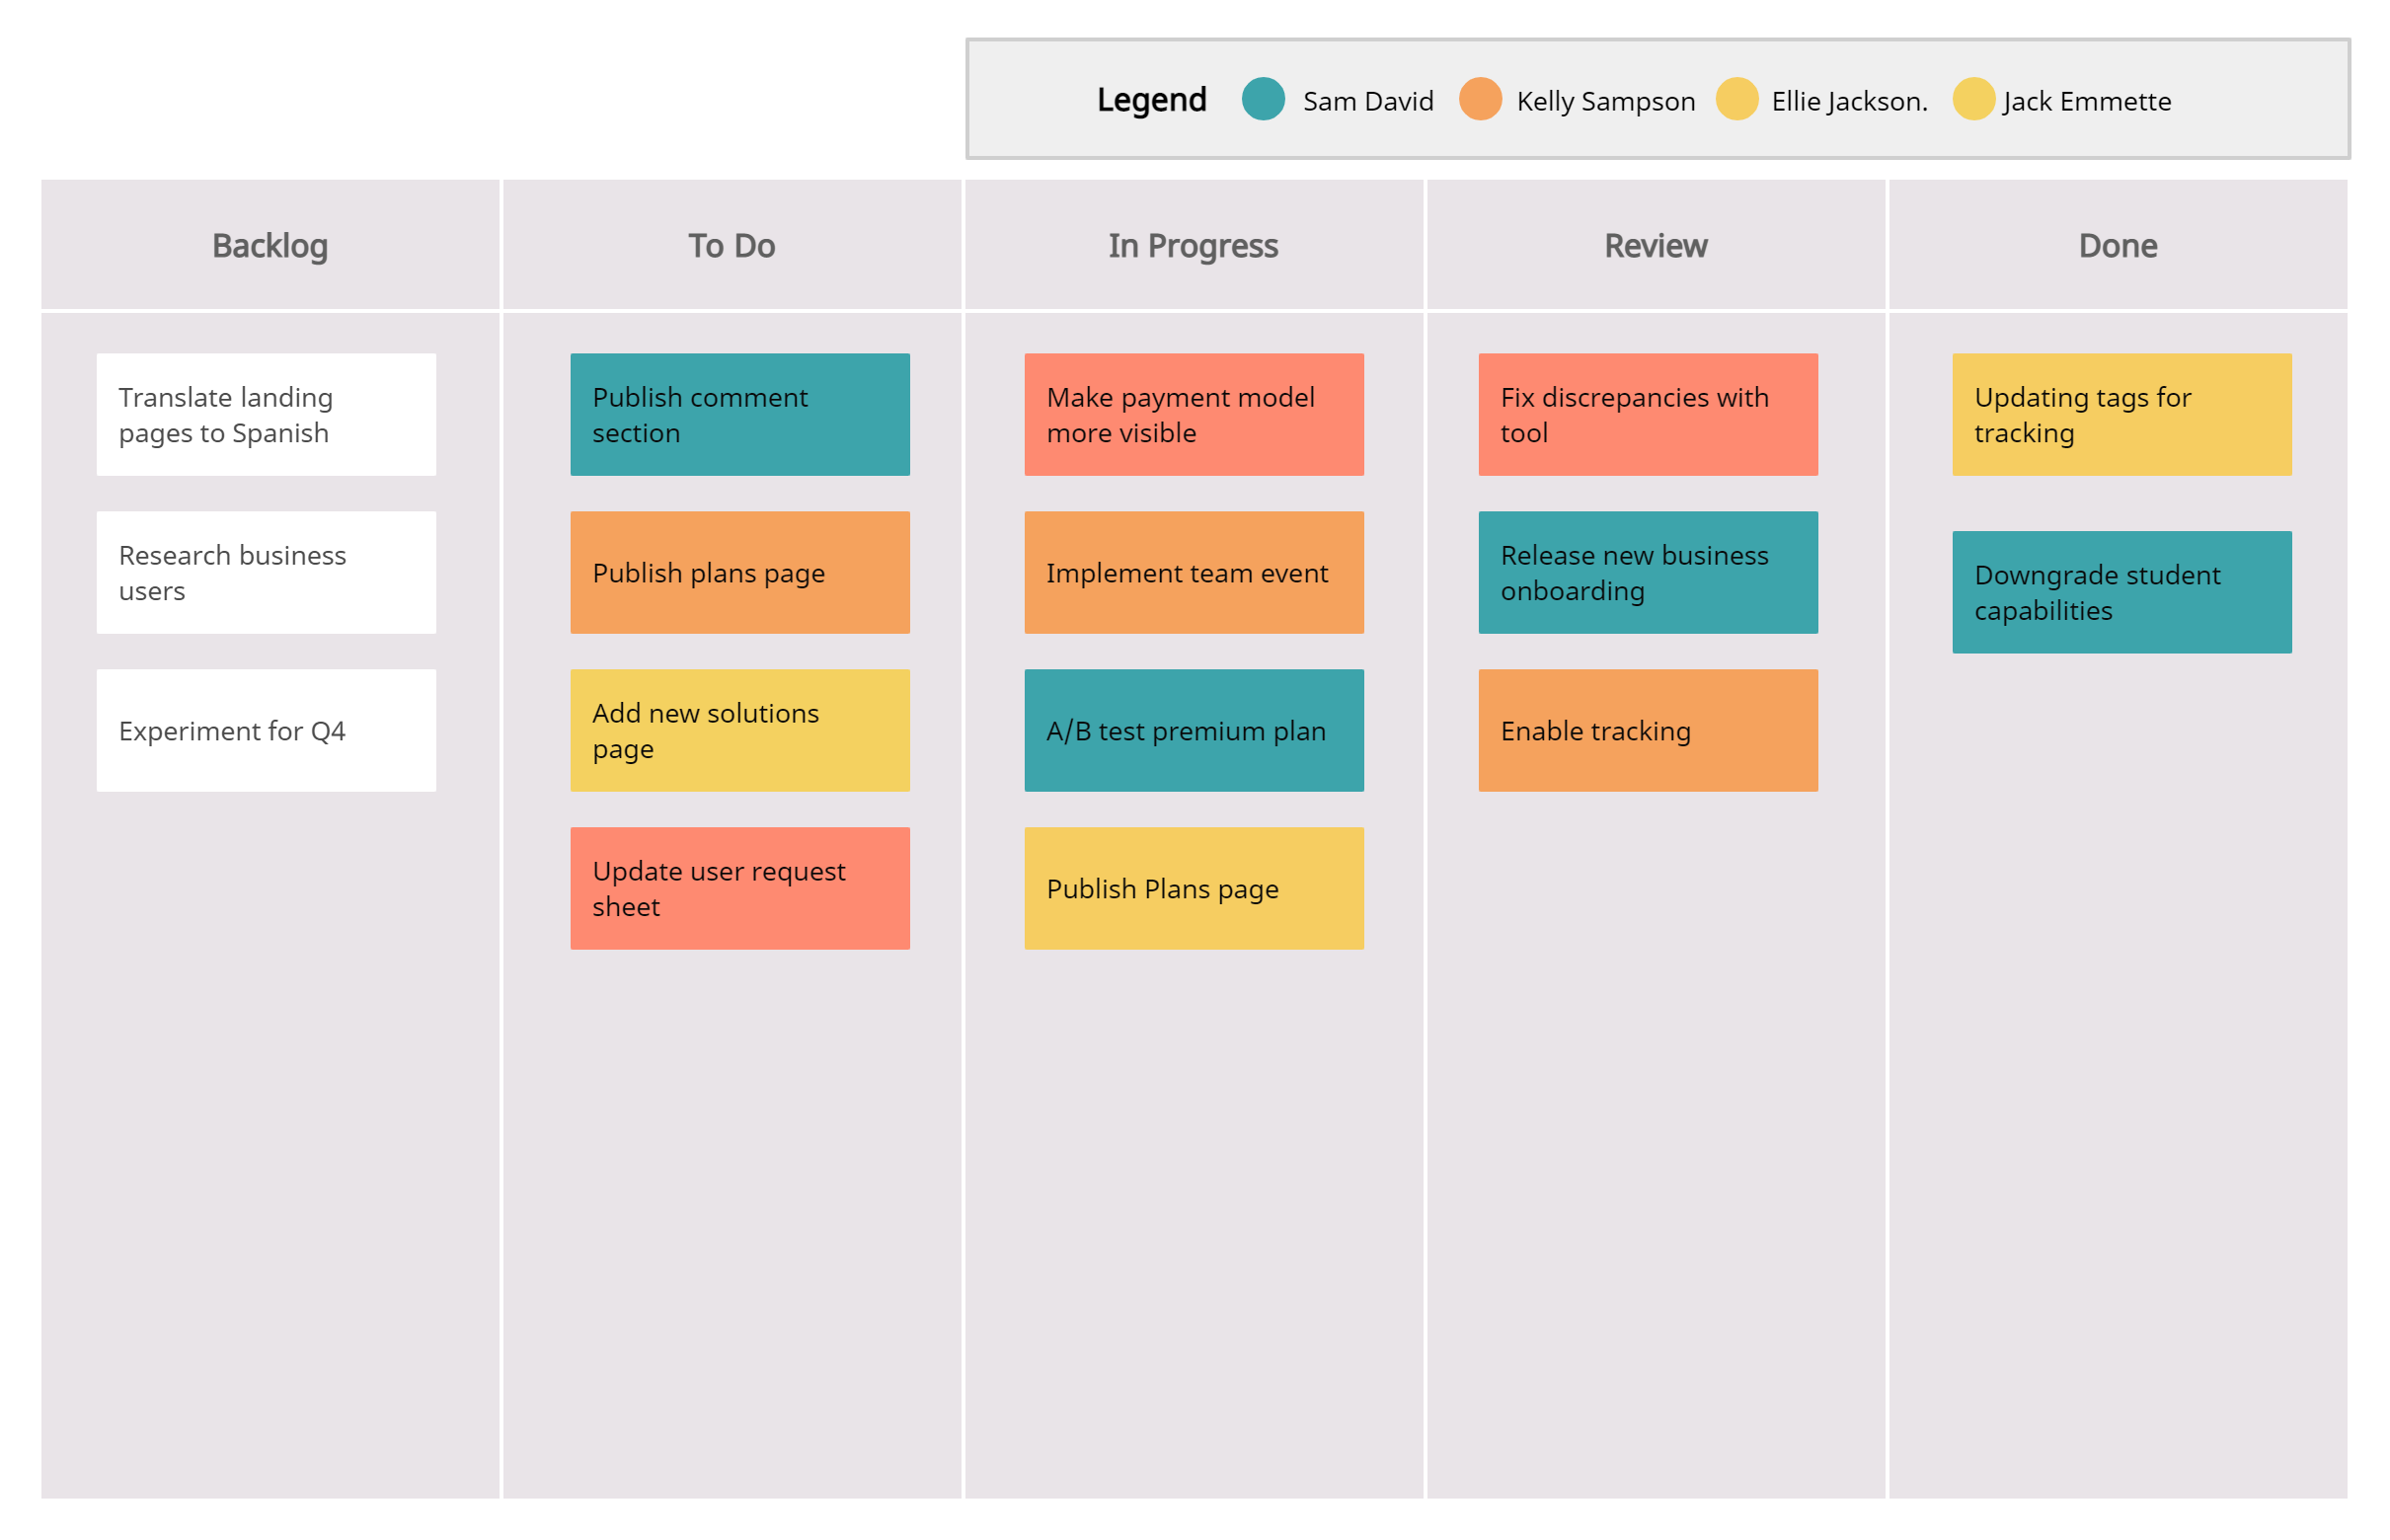 Legend
Sam David
Kelly Sampson
Ellie Jackson.
Jack Emmette
Backlog
To Do
In Progress
Review
Done
Translate landing
pages to Spanish
Research business
users
Experiment for Q4
Publish comment
section
Publish plans page
Add new solutions
page
Update user request
sheet
Make payment model
more visible
Implement team event
A/B test premium plan
Publish Plans page
Fix discrepancies with
tool
Release new business
onboarding
Enable tracking
Updating tags for
tracking
Downgrade student
capabilities